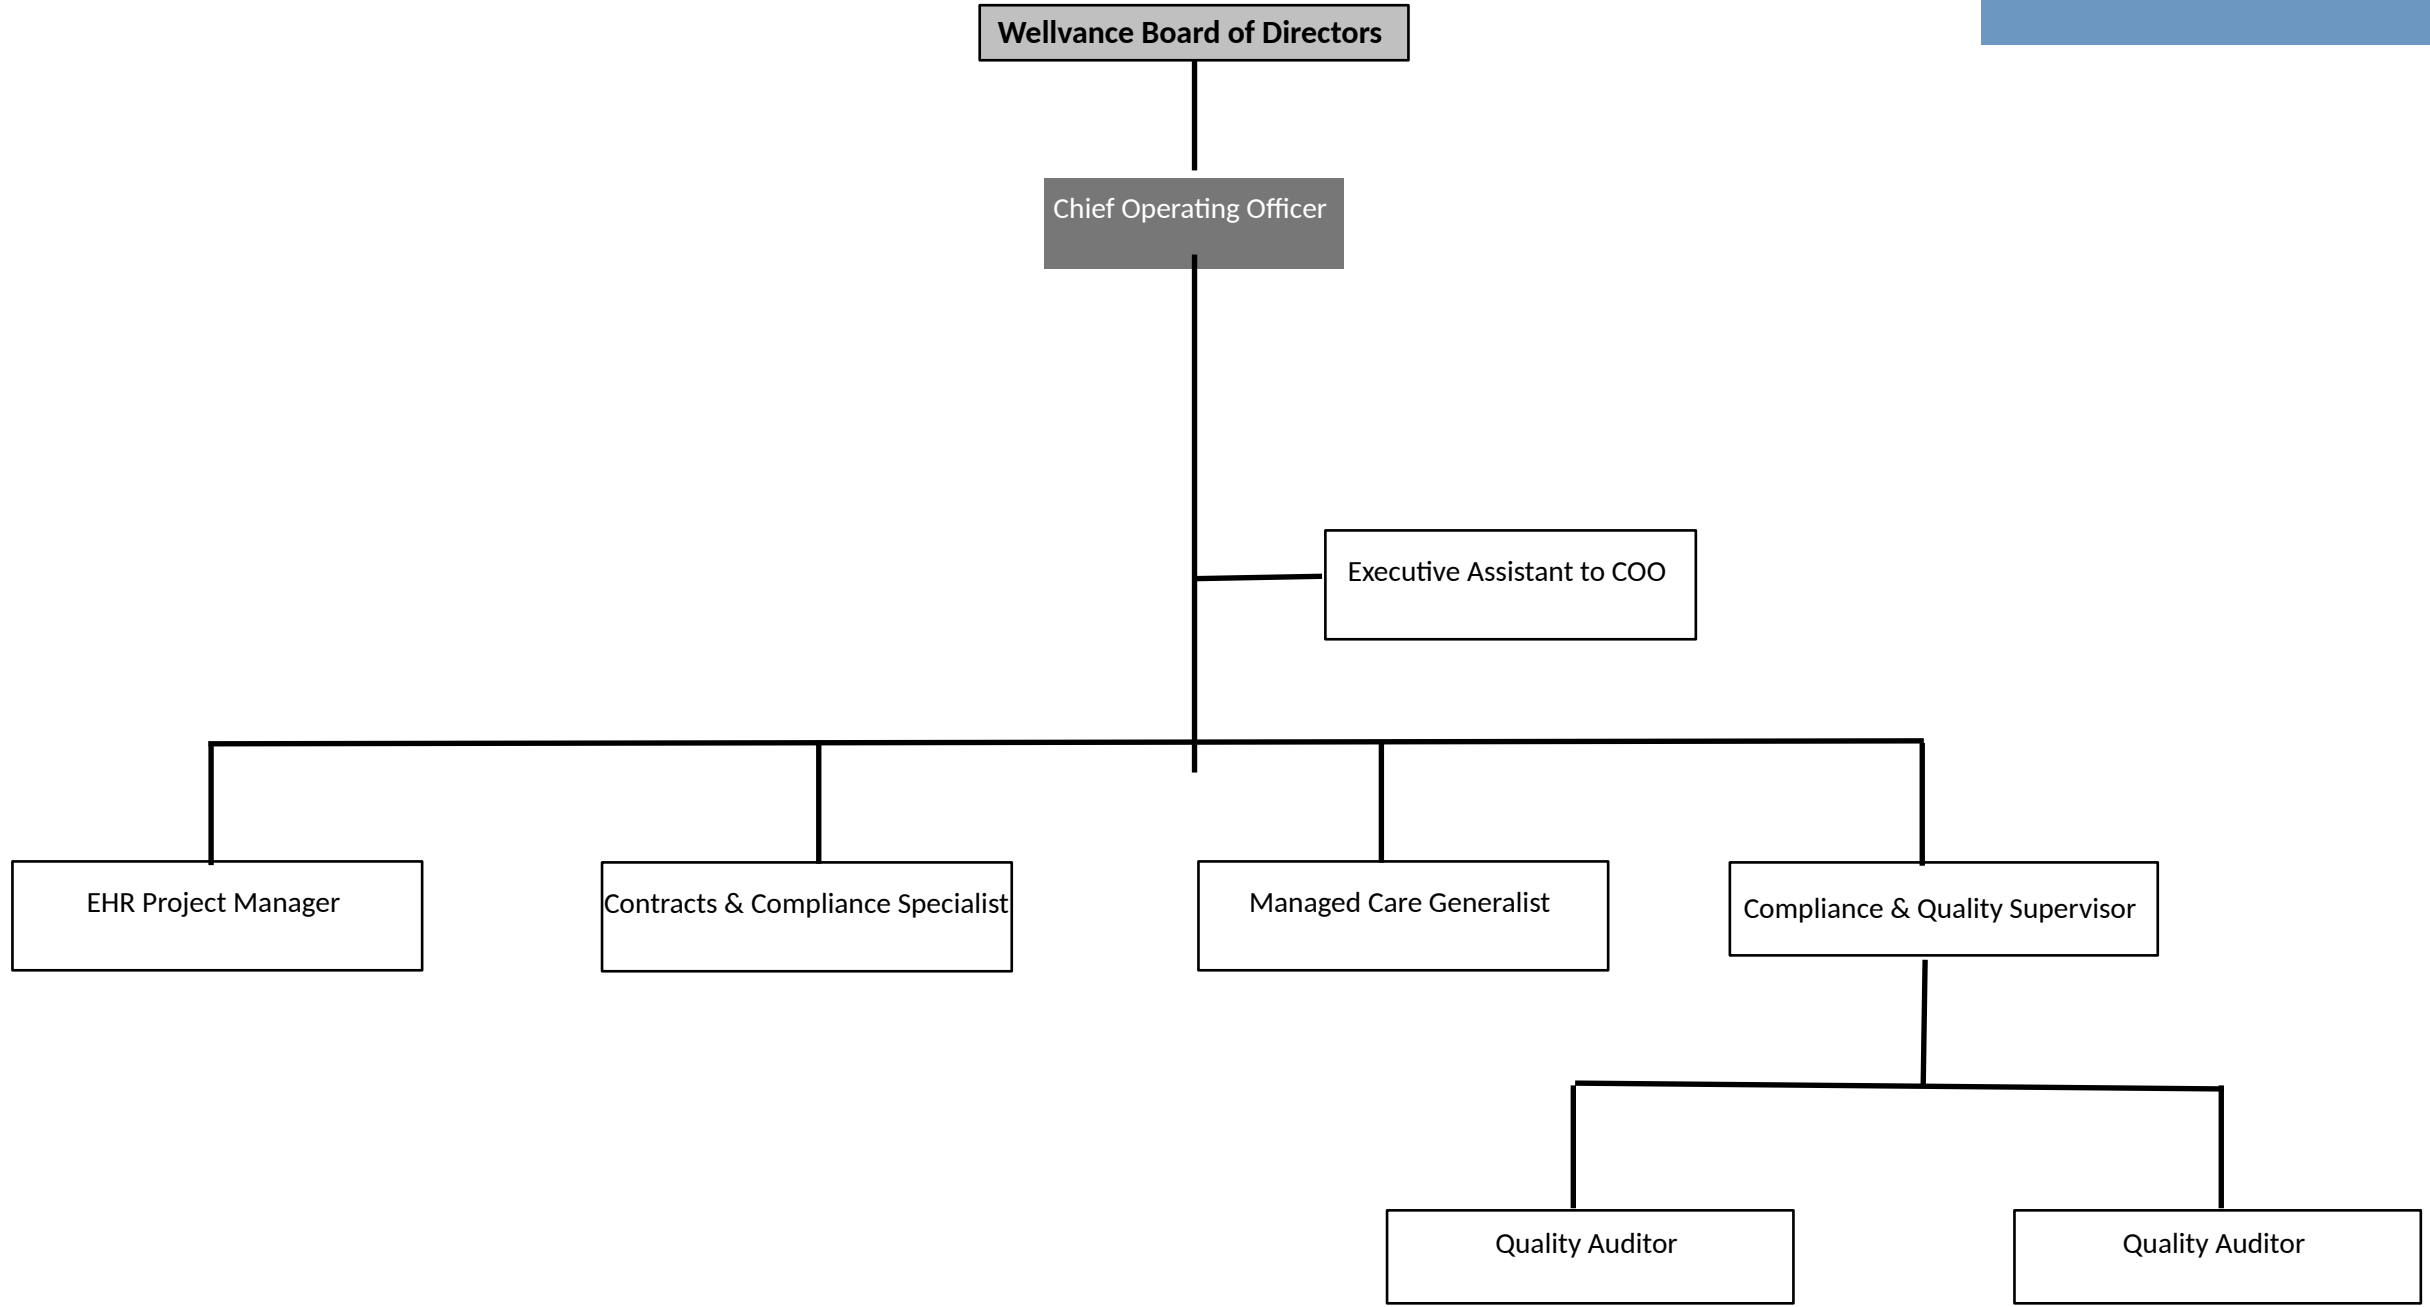 Wellvance Board of Directors
Chief Operating Officer
Executive Assistant to COO
EHR Project Manager
Contracts & Compliance Specialist
Managed Care Generalist
Compliance & Quality Supervisor
Quality Auditor
Quality Auditor